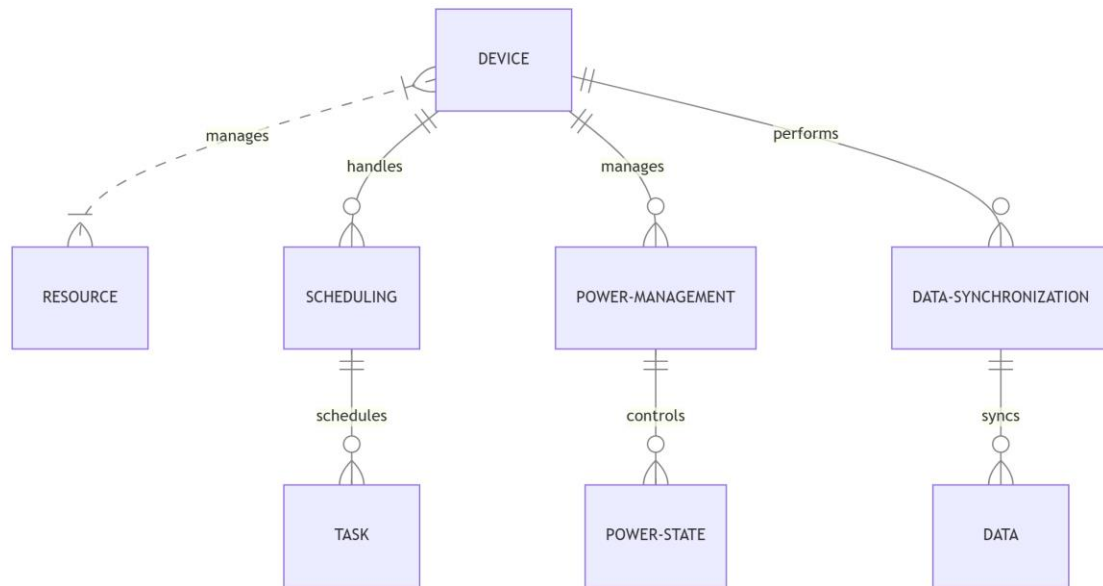 DEVICE
manages
handles
manages
performs
RESOURCE
SCHEDULING
POWER-MANAGEMENT
DATA-SYNCHRONIZATION
schedules
controls
syncs
TASK
POWER-STATE
DATA